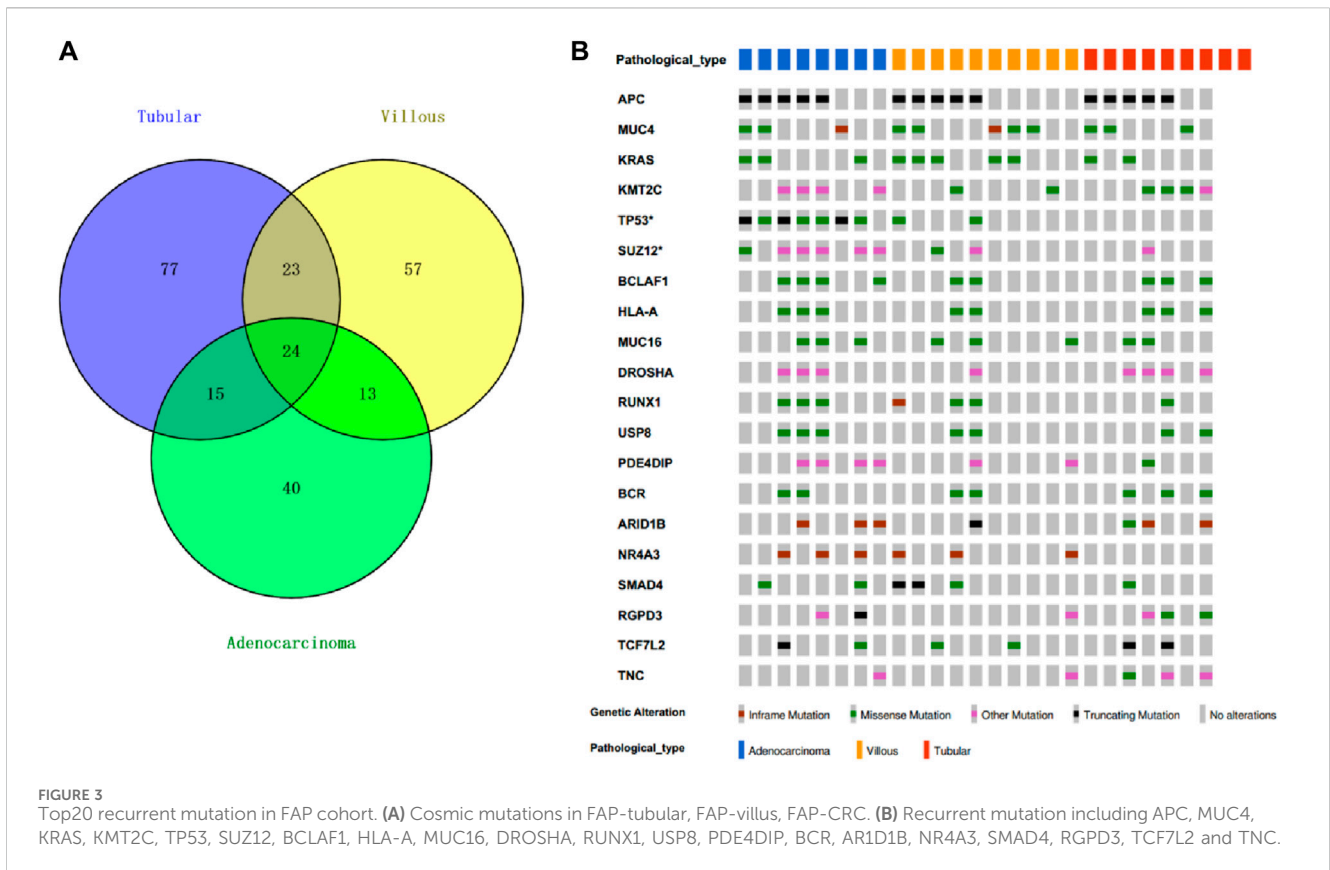 A
Tubular
Villous
77
23
57
24
15
13
40
Adenocarcinoma
B
Pathological_type
APC
MUC4
KRAS
KMT2C
TP53*
SUZ12*
BCLAF1
HLA-A
MUC16
DROSHA
RUNX1
USP8
PDE4DIP
BCR
ARID1B
NR4A3
SMAD4
RGPD3
TCF7L2
TNC
Genetic Alteration Inframe Mutation Missense Mutation Other Mutation Truncating Mutation No alterations
Pathological_type Adenocarcinoma Villous Tubular
FIGURE 3
Top20 recurrent mutation in FAP cohort. (A) Cosmic mutations in FAP-tubular, FAP-villus, FAP-CRC. (B) Recurrent mutation including APC, MUC4,
KRAS, KMT2C, TP53, SUZ12, BCLAF1, HLA-A, MUC16, DROSHA, RUNX1, USP8, PDE4DIP, BCR, AR1D1B, NR4A3, SMAD4, RGPD3, TCF7L2 and TNC.